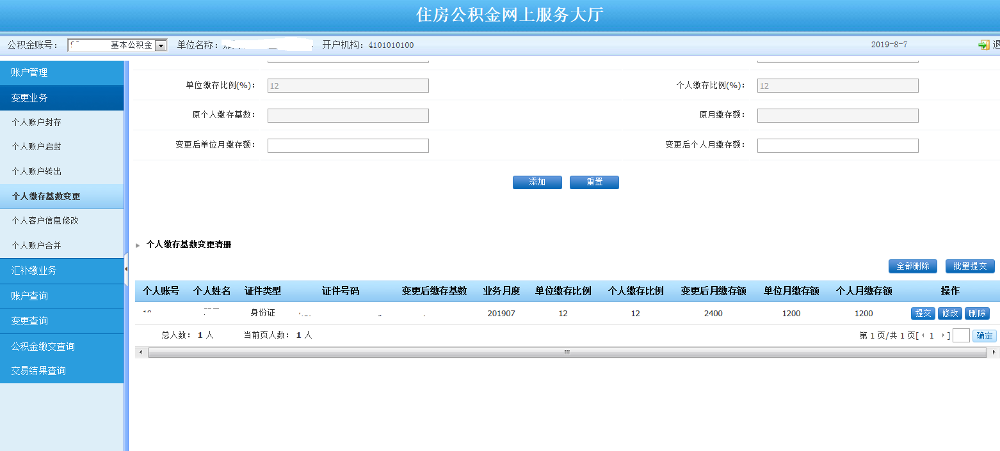 住房公积金网上服务大厅
公积金账号： 基本公积金 单位名称： 开户机构：4101010100 2019-8-7 退
账户管理
变更业务
个人账户封存
个人账户启封
个人账户转出
个人缴存基数变更
个人客户信息修改
个人账户合并
汇补缴业务
账户查询
变更查询
公积金缴交查询
交易结果查询
单位缴存比例(%)： 12 个人缴存比例(%)： 12
原个人缴存基数： 原月缴存额：
变更后单位月缴存额： 变更后个人月缴存额：
添加 重置
个人缴存基数变更清册
全部删除 批量提交
个人账号 个人姓名 证件类型 证件号码 变更后缴存基数 业务月度 单位缴存比例 个人缴存比例 变更后月缴存额 单位月缴存额 个人月缴存额 操作
身份证 201907 12 12 2400 1200 1200 提交 修改 删除
总人数： 1 人 当前页人数： 1 人 第 1 页/共 1 页[ 1 ] 确定